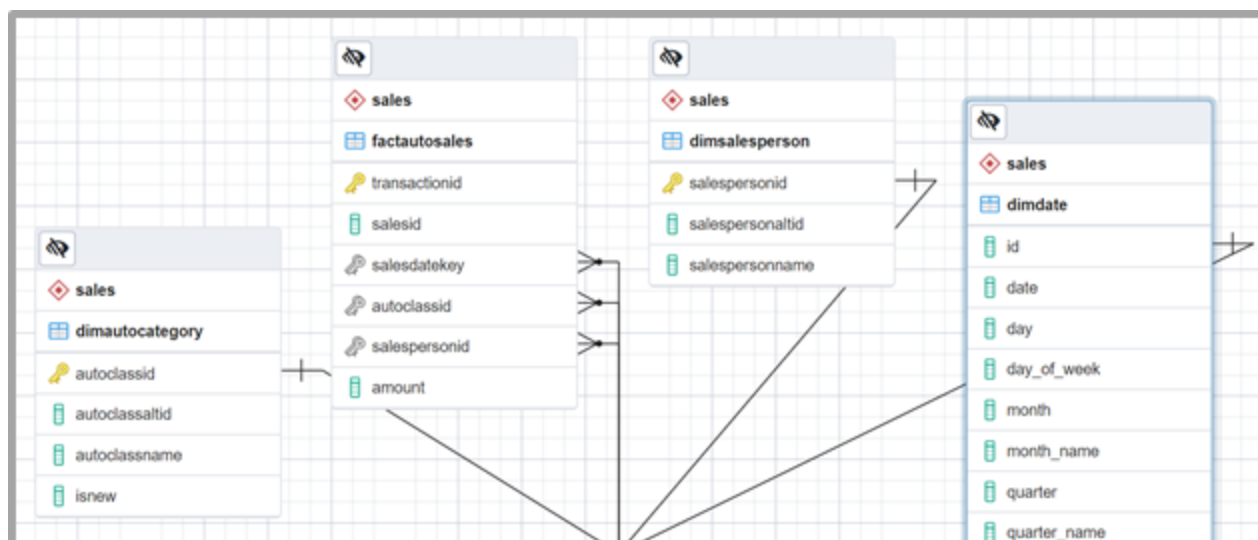 sales
factautosales
transactionid
salesid
salesdatekey
autoclassid
salespersonid
amount
sales
dimsalesperson
salespersonid
salespersonaltid
salespersonname
sales
dimdate
id
date
day
day_of_week
month
month_name
quarter
quarter_name
sales
dimautocategory
autoclassid
autoclassaltid
autoclassname
isnew